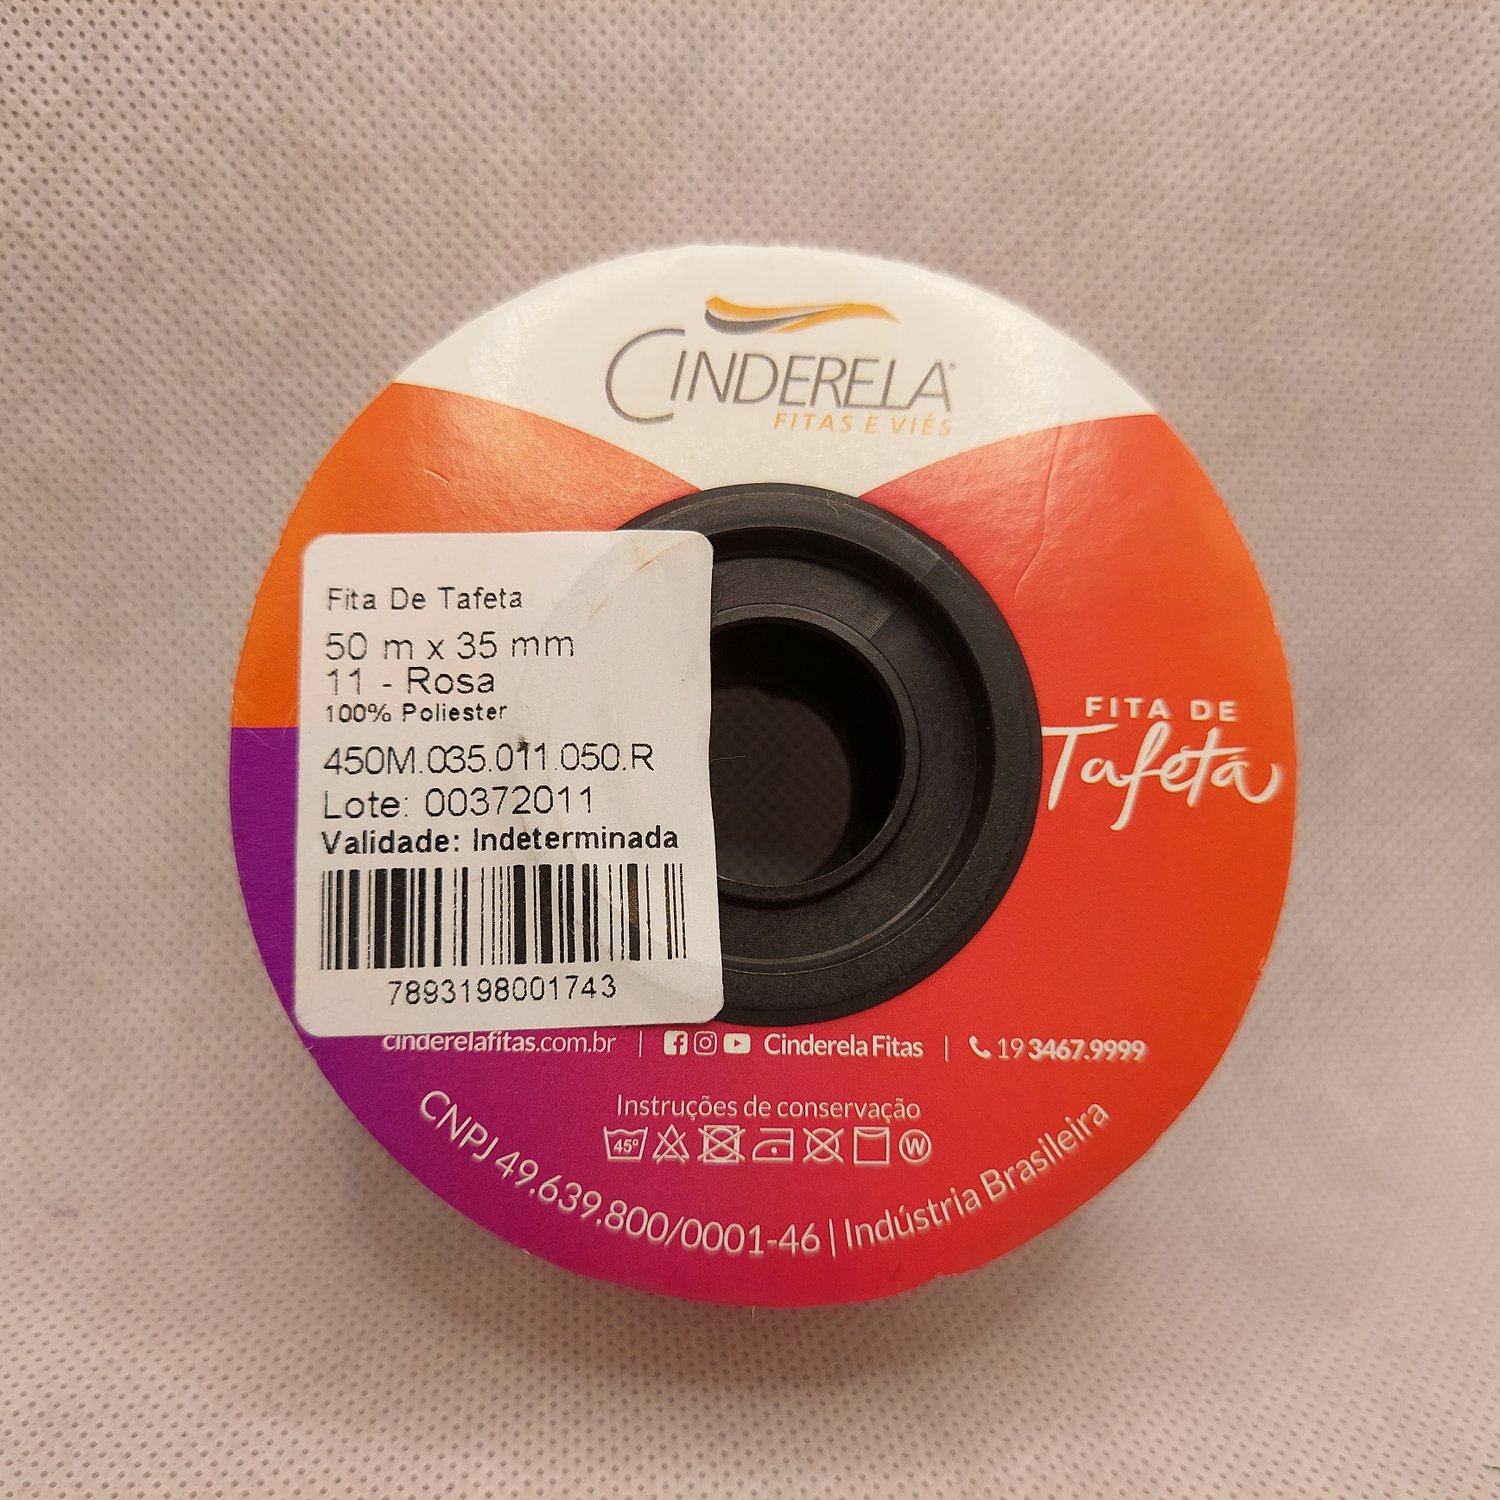 CINDERELA®
FITAS E VIÉS
Fita De Tafeta
50 m x 35 mm
11 - Rosa
100% Poliester
450M.035.011.050.R
Lote: 00372011
Validade: Indeterminada
7893198001743
FITA DE
Tafetá
cinderelafitas.com.br | Cinderela Fitas | 19 3467.9999
Instruções de conservação
45° W
CNPJ 49.639.800/0001-46 | Indústria Brasileira